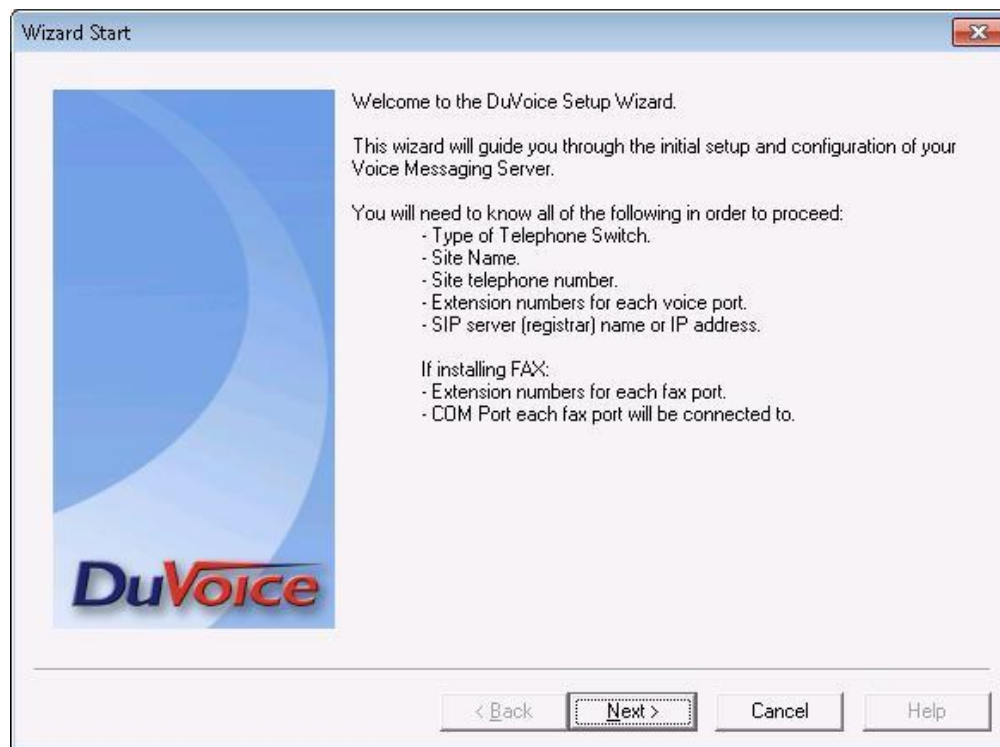 Wizard Start
Welcome to the DuVoice Setup Wizard.
This wizard will guide you through the initial setup and configuration of your
Voice Messaging Server.
You will need to know all of the following in order to proceed:
- Type of Telephone Switch.
- Site Name.
- Site telephone number.
- Extension numbers for each voice port.
- SIP server (registrar) name or IP address.
If installing FAX:
- Extension numbers for each fax port.
- COM Port each fax port will be connected to.
DuVoice
< Back
Next >
Cancel
Help